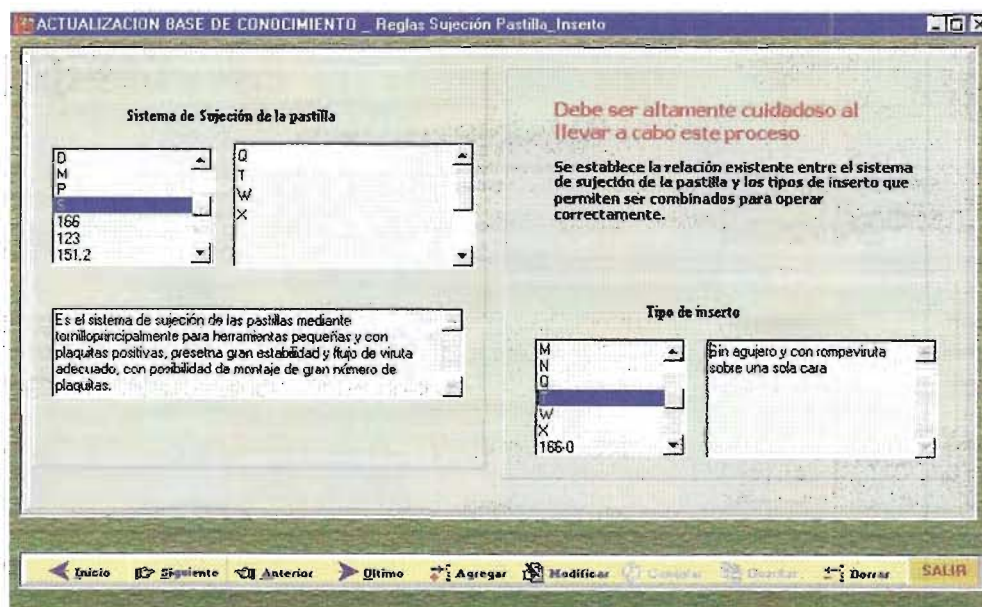 ACTUALIZACION BASE DE CONOCIMIENTO _ Reglas Sujeción Pastilla_Inserto
Sistema de Sujeción de la pastilla
D
M
P
S
166
123
151.2
Q
T
W
X
Es el sistema de sujeción de las pastillas mediante
tornilloprincipalmente para herramientas pequeñas y con
plaquitas positivas, presetna gran estabilidad y flujo de viruta
adecuado, con posibilidad de montaje de gran número de
plaquitas.
Debe ser altamente cuidadoso al
llevar a cabo este proceso
Se establece la relación existente entre el sistema
de sujeción de la pastilla y los tipos de inserto que
permiten ser combinados para operar
correctamente.
Tipo de inserto
M
N
Q
W
X
166-0
Sin agujero y con rompeviruta
sobre una sola cara
Inicio Siguiente Anterior Ultimo Agregar Modificar Cancelar Guardar Borrar SALIR